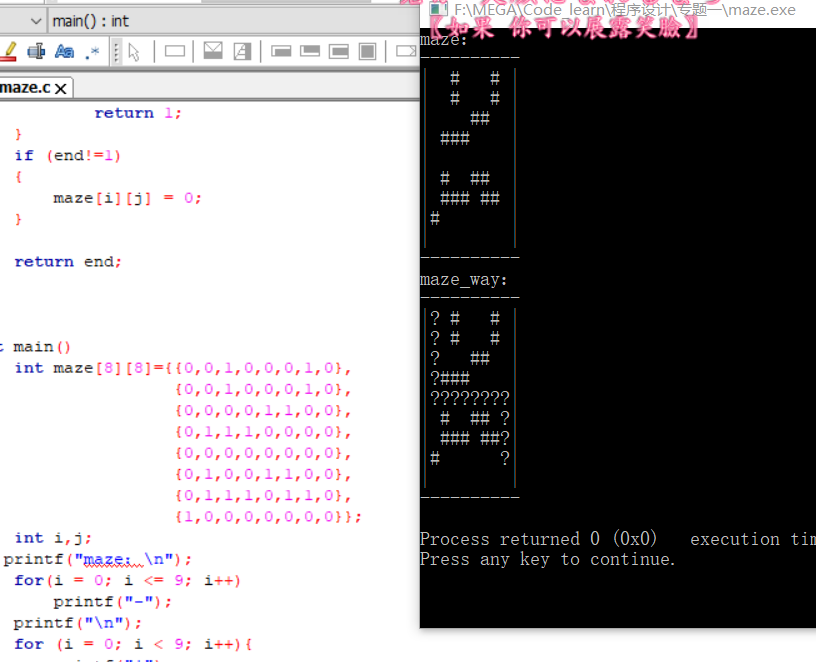 F:\MEGA\Code learn\程序设计\专题一\maze.exe
【如果 你可以展露笑臉】
main() : int
maze.c
return 1;
}
if (end!=1)
{
maze[i][j] = 0;
}
return end;
main()
int maze[8][8]={{0,0,1,0,0,0,1,0},
{0,0,1,0,0,0,1,0},
{0,0,0,0,1,1,0,0},
{0,1,1,1,0,0,0,0},
{0,0,0,0,0,0,0,0},
{0,1,0,0,1,1,0,0},
{0,1,1,1,0,1,1,0},
{1,0,0,0,0,0,0,0}};
int i,j;
printf("maze: \n");
for(i = 0; i <= 9; i++)
printf("-");
printf("\n");
for (i = 0; i < 9; i++){
maze:
----------
|  #   # |
|  #   # |
|    ##  |
| ###    |
|        |
| #  ##  |
| ### ## |
|#       |
|        |
----------
maze_way:
----------
|? #   # |
|? #   # |
|?   ##  |
|?###    |
|????????|
| #  ## ?|
| ### ##?|
|#      ?|
|        |
----------
Process returned 0 (0x0)   execution
Press any key to continue.